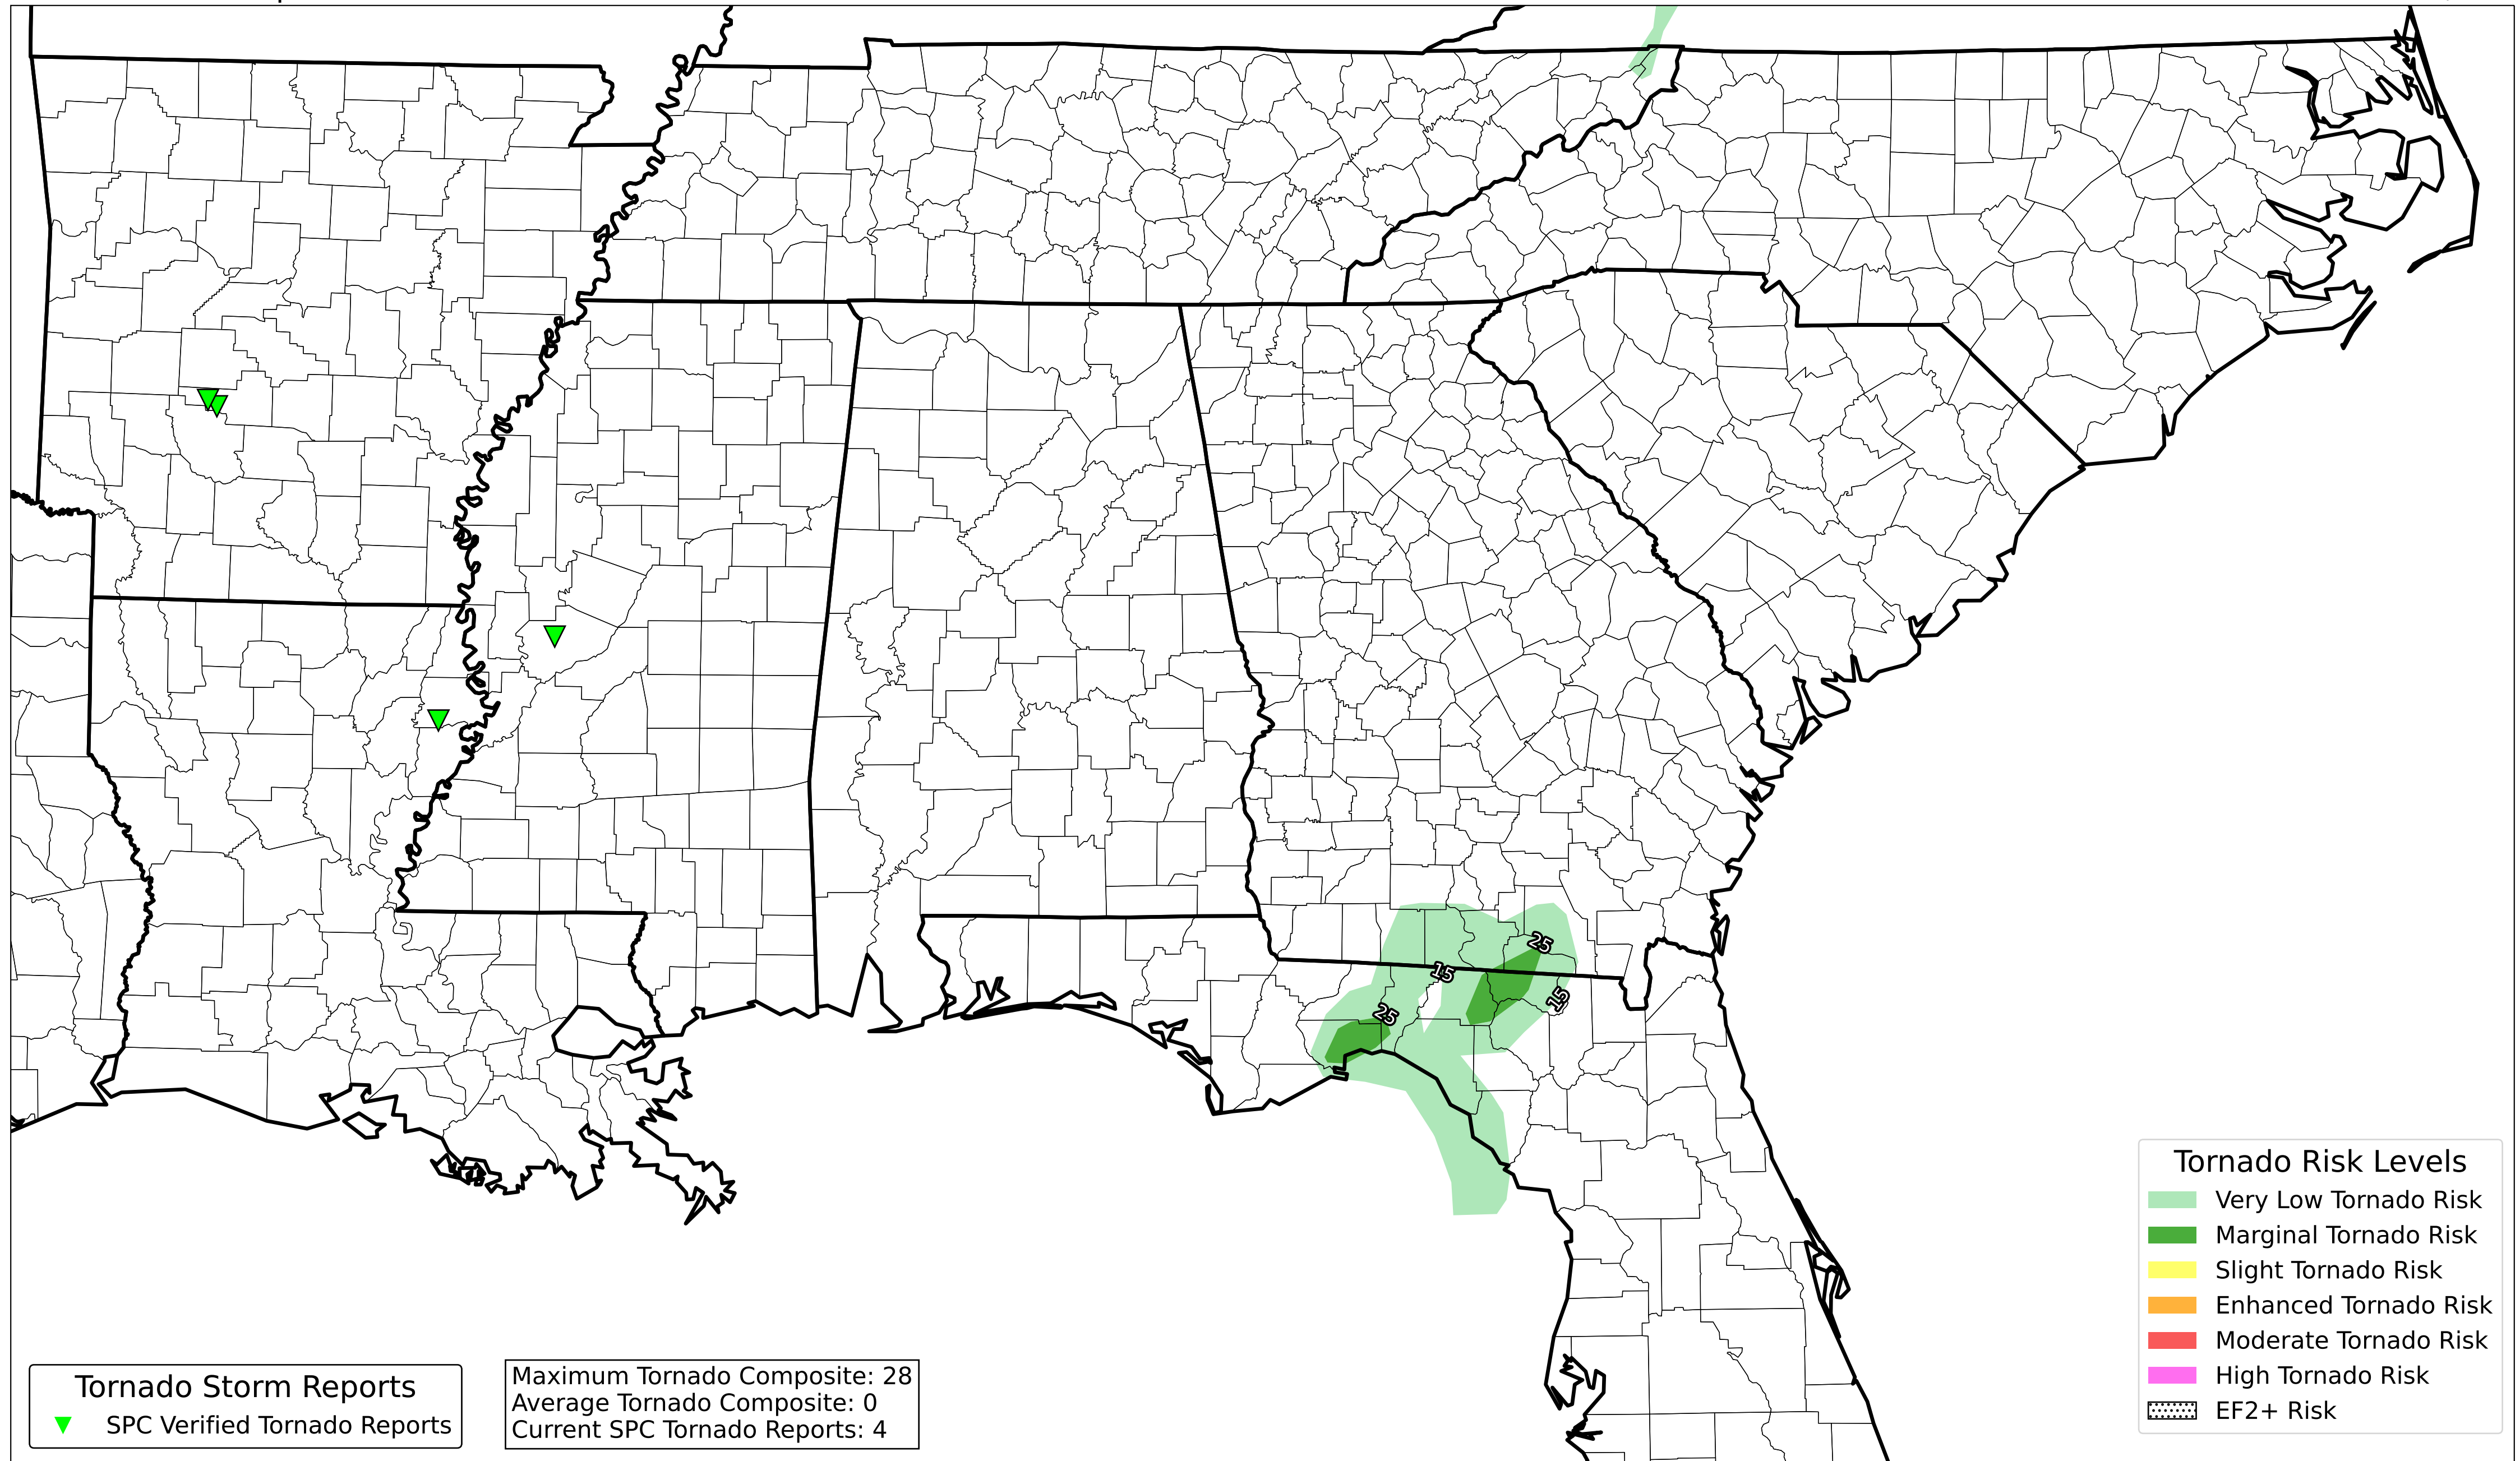 25
15
15
25
Tornado Risk Levels
Very Low Tornado Risk
Marginal Tornado Risk
Slight Tornado Risk
Enhanced Tornado Risk
Moderate Tornado Risk
High Tornado Risk
EF2+ Risk
Tornado Storm Reports
SPC Verified Tornado Reports
Maximum Tornado Composite: 28
Average Tornado Composite: 0
Current SPC Tornado Reports: 4